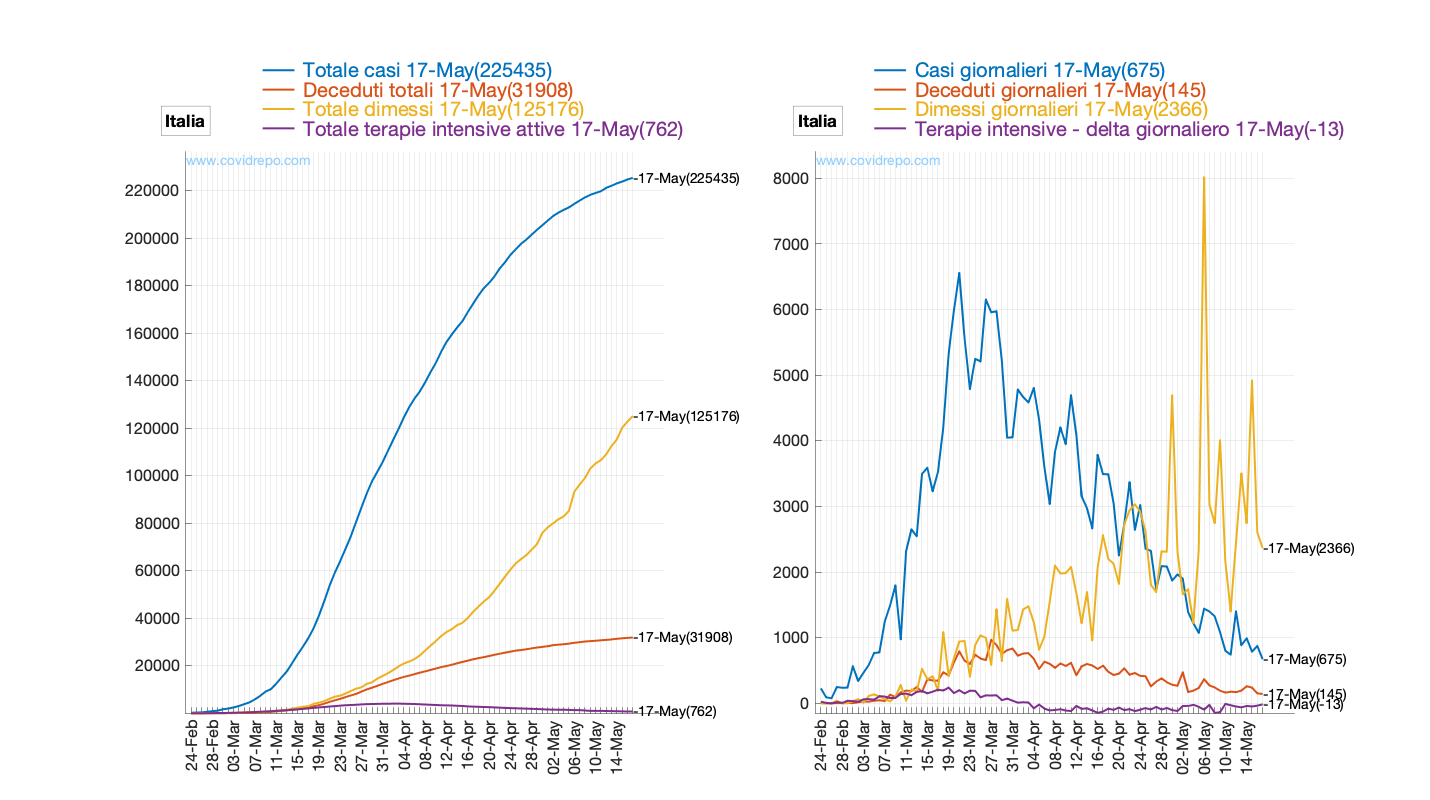 Totale casi 17-May(225435)
Deceduti totali 17-May(31908)
Totale dimessi 17-May(125176)
Totale terapie intensive attive 17-May(762)
Italia
www.covidrepo.com
220000
200000
180000
160000
140000
120000
100000
80000
60000
40000
20000
-17-May(225435)
-17-May(125176)
-17-May(31908)
-17-May(762)
24-Feb
28-Feb
03-Mar
07-Mar
11-Mar
15-Mar
19-Mar
23-Mar
27-Mar
31-Mar
04-Apr
08-Apr
12-Apr
16-Apr
20-Apr
24-Apr
28-Apr
02-May
06-May
10-May
14-May
Casi giornalieri 17-May(675)
Deceduti giornalieri 17-May(145)
Dimessi giornalieri 17-May(2366)
Terapie intensive - delta giornaliero 17-May(-13)
Italia
www.covidrepo.com
8000
7000
6000
5000
4000
3000
2000
1000
0
-17-May(2366)
-17-May(675)
-17-May(145)
-17-May(-13)
24-Feb
28-Feb
03-Mar
07-Mar
11-Mar
15-Mar
19-Mar
23-Mar
27-Mar
31-Mar
04-Apr
08-Apr
12-Apr
16-Apr
20-Apr
24-Apr
28-Apr
02-May
06-May
10-May
14-May